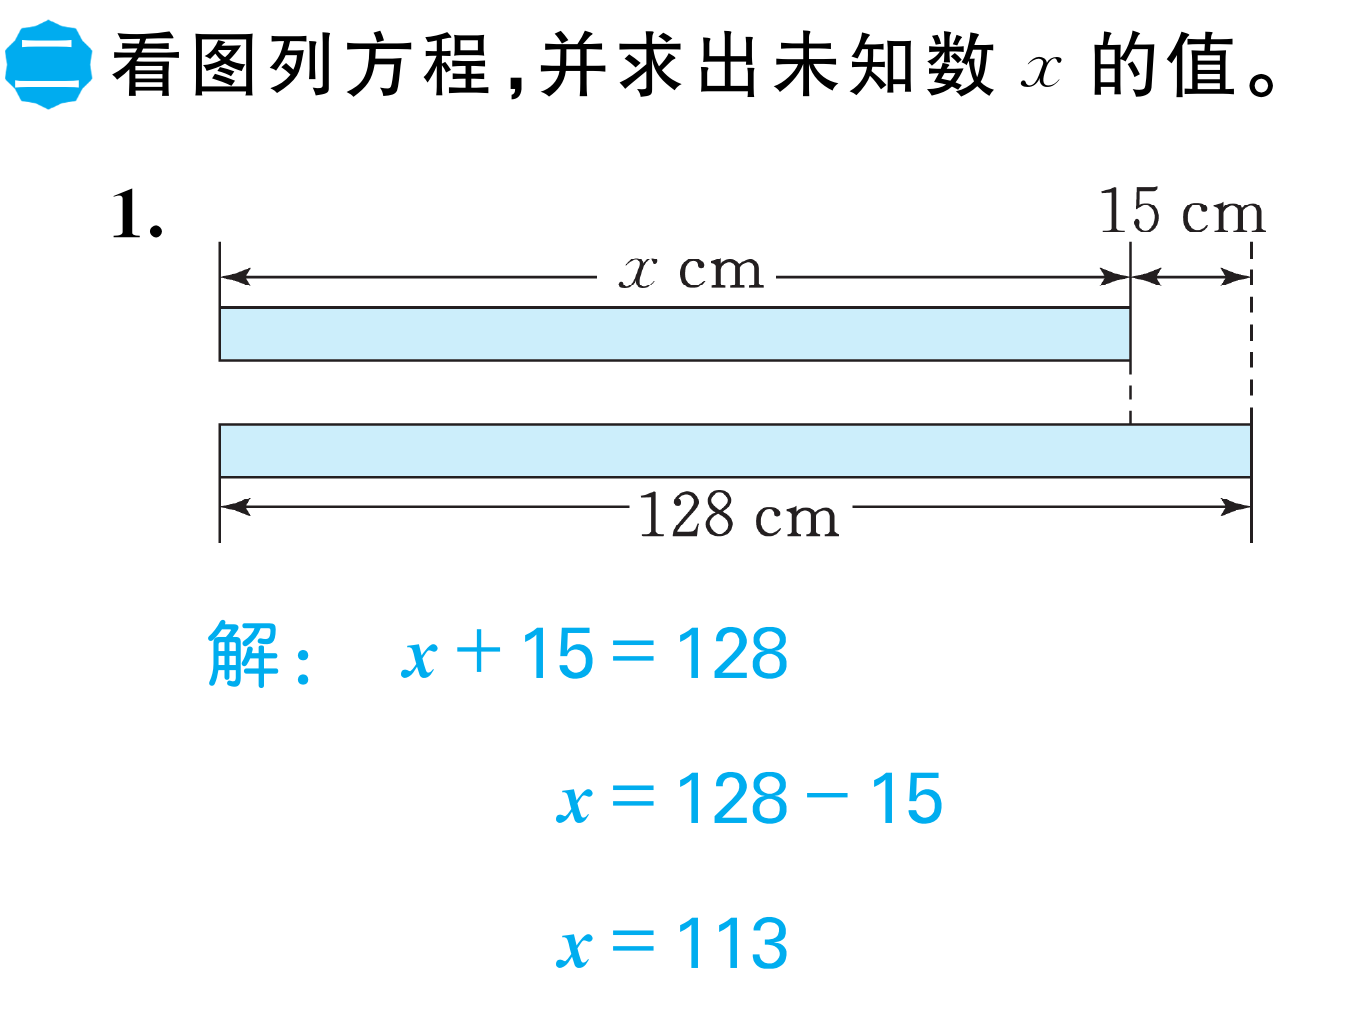 二 看图列方程，并求出未知数 x 的值。
1.
15 cm
x cm
128 cm
解： x + 15 = 128
x = 128 − 15
x = 113